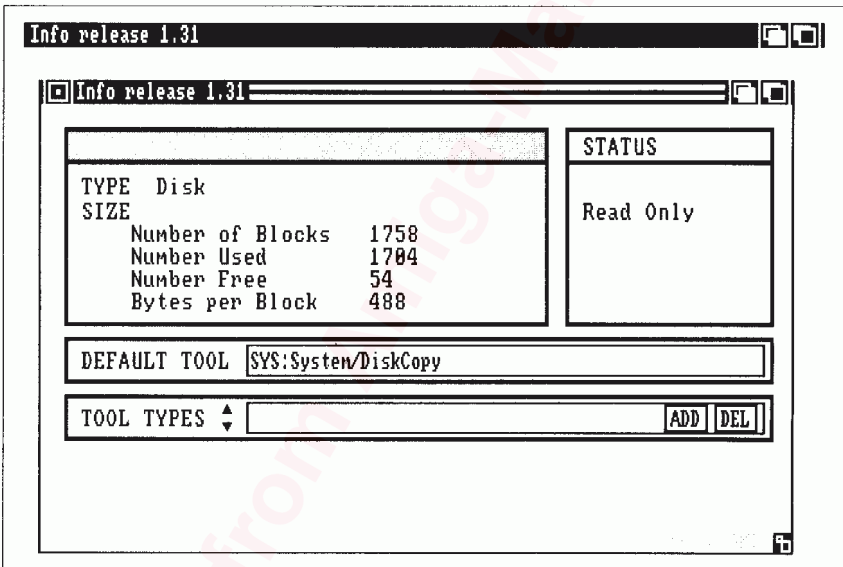 Info release 1.31
Info release 1.31
STATUS
TYPE Disk
SIZE
Read Only
Number of Blocks 1758
Number Used 1704
Number Free 54
Bytes per Block 488
DEFAULT TOOL SYS:System/DiskCopy
TOOL TYPES ADD DEL